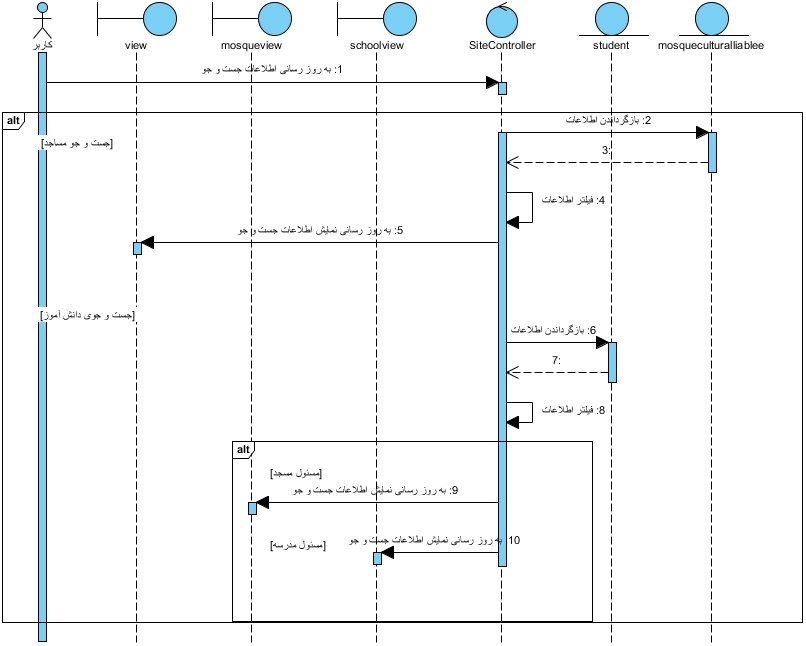 کاربر
view
mosqueview
schoolview
SiteController
student
mosqueculturalliablee
1: به روز رسانی اطلاعات جست و جو
alt
[جست و جو مساجد]
2: بازگرداندن اطلاعات
3:
4: فیلتر اطلاعات
5: به روز رسانی نمایش اطلاعات جست و جو
[جست و جوی دانش آموز]
6: بازگرداندن اطلاعات
7:
8: فیلتر اطلاعات
alt
[مسئول مسجد]
9: به روز رسانی نمایش اطلاعات جست و جو
[مسئول مدرسه]
10: به روز رسانی نمایش اطلاعات جست و جو